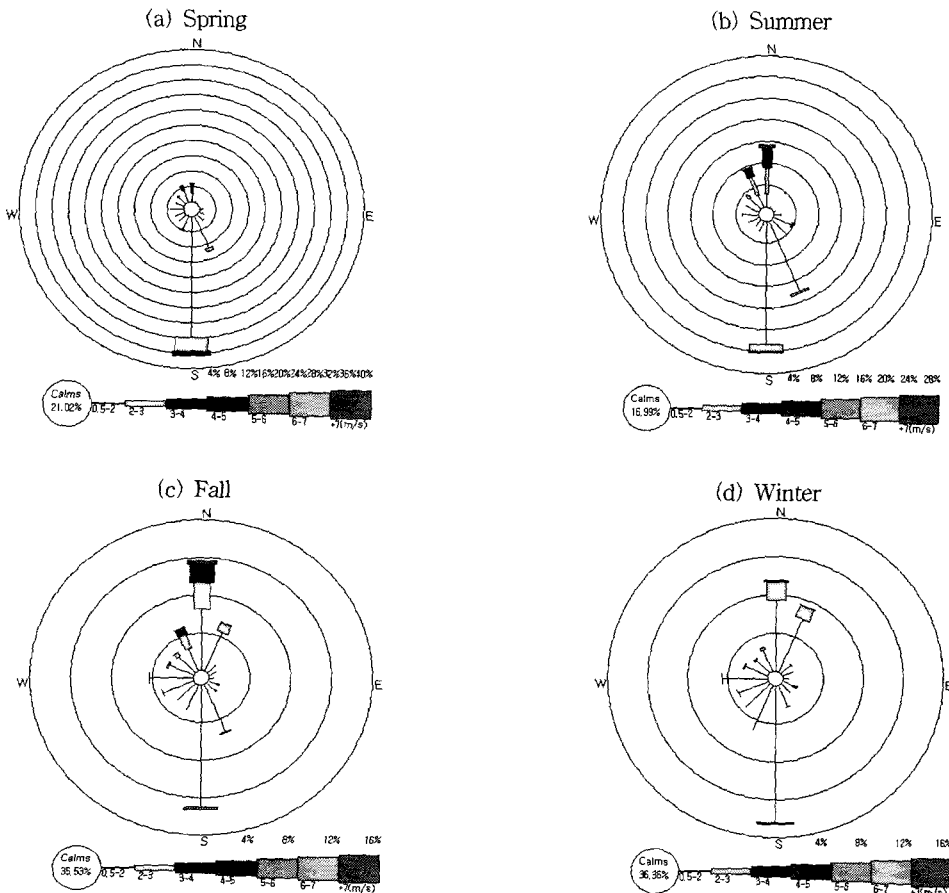 (a) Spring
N
W
E
S
4% 8% 12% 16% 20% 24% 28% 32% 36% 40%
Calms
21.02%
0.5-2
2-3
3-4
4-5
5-6
6-7
+7(m/s)
(b) Summer
N
W
E
S
4% 8% 12% 16% 20% 24% 28%
Calms
16.99%
0.5-2
2-3
3-4
4-5
5-6
6-7
+7(m/s)
(c) Fall
N
W
E
S
4% 8% 12% 16%
Calms
35.53%
0.5-2
2-3
3-4
4-5
5-6
6-7
+7(m/s)
(d) Winter
N
W
E
S
4% 8% 12% 16%
Calms
36.36%
0.5-2
2-3
3-4
4-5
5-6
6-7
+7(m/s)